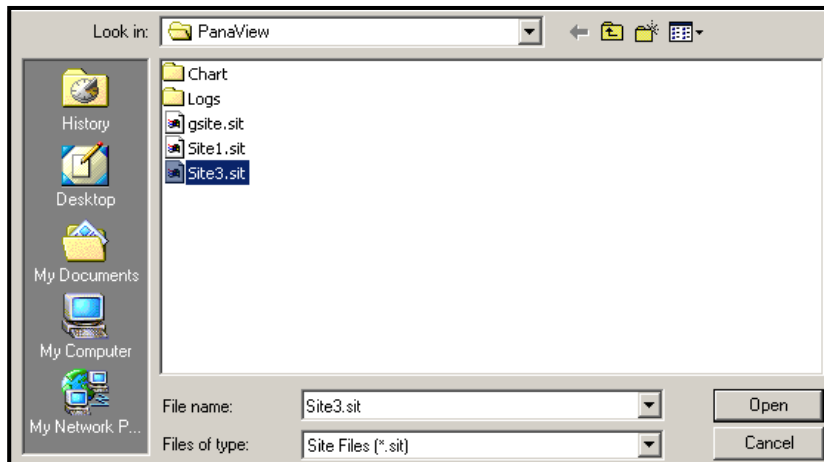 Look in: PanaView
History
Desktop
My Documents
My Computer
My Network P...
Chart
Logs
gsite.sit
Site1.sit
Site3.sit
File name: Site3.sit Open
Files of type: Site Files (*.sit) Cancel